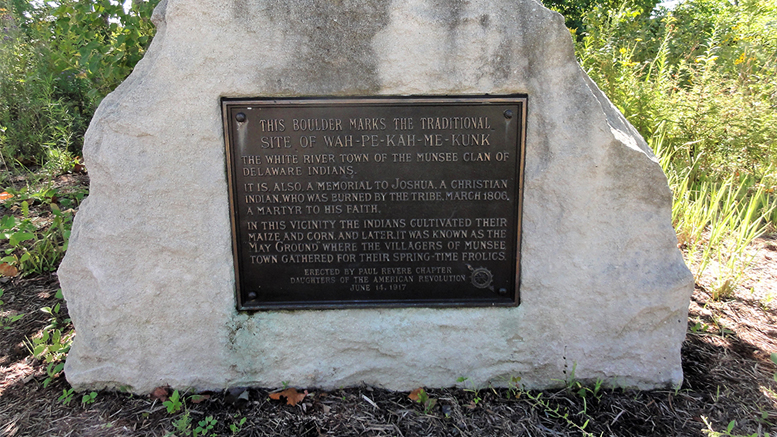 THIS BOULDER MARKS THE TRADITIONAL
SITE OF WAH-PE-KAH-ME-KUNK
THE WHITE RIVER TOWN OF THE MUNSEE CLAN OF
DELAWARE INDIANS.
IT IS, ALSO, A MEMORIAL TO JOSHUA, A CHRISTIAN
INDIAN, WHO WAS BURNED BY THE TRIBE, MARCH 1806,
A MARTYR TO HIS FAITH.
IN THIS VICINITY THE INDIANS CULTIVATED THEIR
MAIZE AND CORN, AND LATER, IT WAS KNOWN AS THE
MAY GROUND WHERE THE VILLAGERS OF MUNSEE
TOWN GATHERED FOR THEIR SPRING-TIME FROLICS.
ERECTED BY PAUL REVERE CHAPTER
DAUGHTERS OF THE AMERICAN REVOLUTION
JUNE 14, 1917